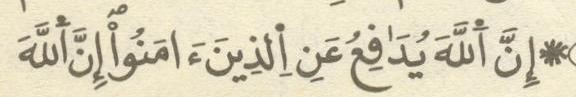 ۞ إِنَّ ٱللَّهَ يُدَٰفِعُ عَنِ ٱلَّذِينَ ءَامَنُوٓا۟ إِنَّ ٱللَّهَ